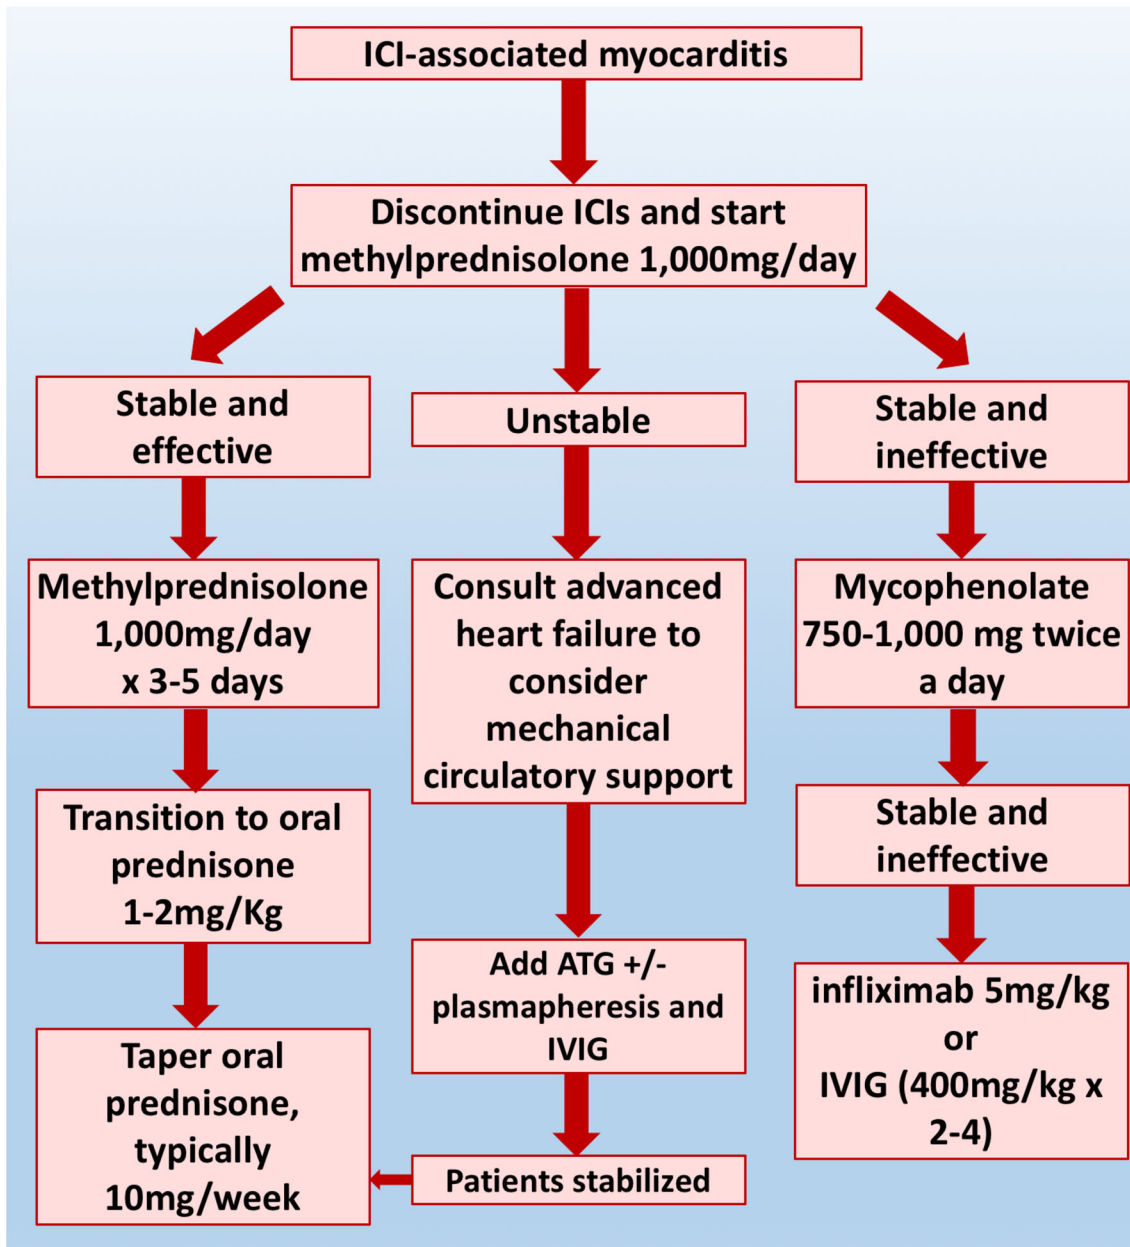 ICI-associated myocarditis
Discontinue ICIs and start
methylprednisolone 1,000mg/day
Stable and
effective
Methylprednisolone
1,000mg/day
x 3-5 days
Transition to oral
prednisone
1-2mg/Kg
Taper oral
prednisone,
typically
10mg/week
Unstable
Consult advanced
heart failure to
consider
mechanical
circulatory support
Add ATG +/-
plasmapheresis and
IVIG
Patients stabilized
Stable and
ineffective
Mycophenolate
750-1,000 mg twice
a day
Stable and
ineffective
infliximab 5mg/kg
or
IVIG (400mg/kg x
2-4)